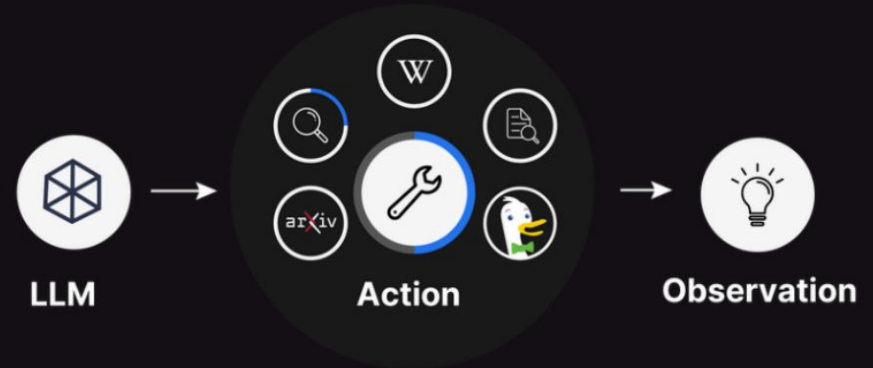 W
arXiv
LLM
Action
Observation